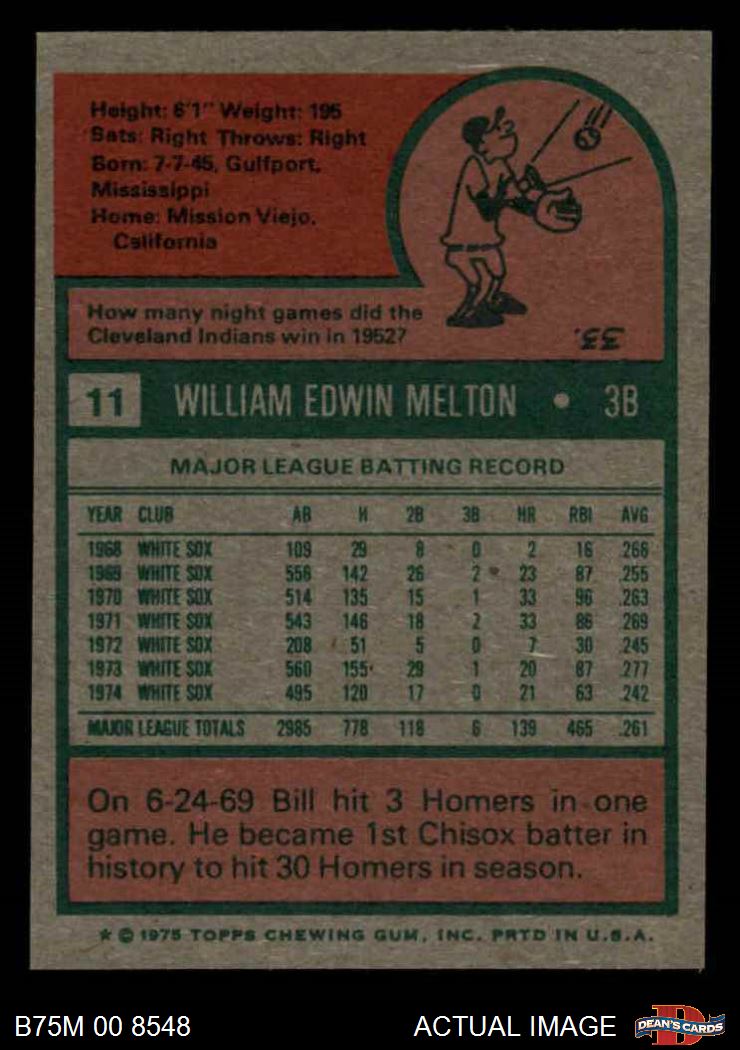 Height: 6'1" Weight: 195
Bats: Right Throws: Right
Born: 7-7-45, Gulfport,
Mississippi
Home: Mission Viejo,
California
How many night games did the
Cleveland Indians win in 1952?
33.
11 WILLIAM EDWIN MELTON • 3B
MAJOR LEAGUE BATTING RECORD
YEAR CLUB AB H 2B 3B HR RBI AVG
1968 WHITE SOX 109 29 8 0 2 16 .266
1969 WHITE SOX 556 142 26 2 23 87 .255
1970 WHITE SOX 514 135 15 1 33 96 .263
1971 WHITE SOX 543 146 18 2 33 86 .269
1972 WHITE SOX 208 51 5 0 7 30 .245
1973 WHITE SOX 560 155 29 1 20 87 .277
1974 WHITE SOX 495 120 17 0 21 63 .242
MAJOR LEAGUE TOTALS 2985 778 118 6 139 465 .261
On 6-24-69 Bill hit 3 Homers in one
game. He became 1st Chisox batter in
history to hit 30 Homers in season.
★ © 1975 TOPPS CHEWING GUM, INC. PRTD IN U.S.A.
B75M 00 8548 ACTUAL IMAGE D DEAN'S CARDS